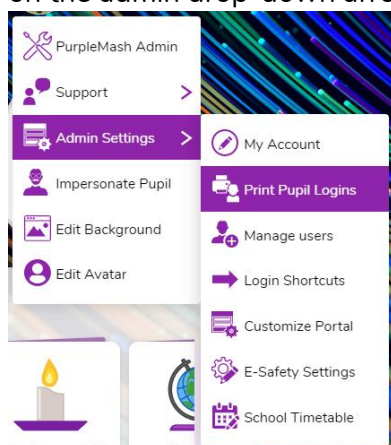 PurpleMash Admin
Support
Admin Settings
Impersonate Pupil
Edit Background
Edit Avatar
My Account
Print Pupil Logins
Manage users
Login Shortcuts
Customize Portal
E-Safety Settings
School Timetable